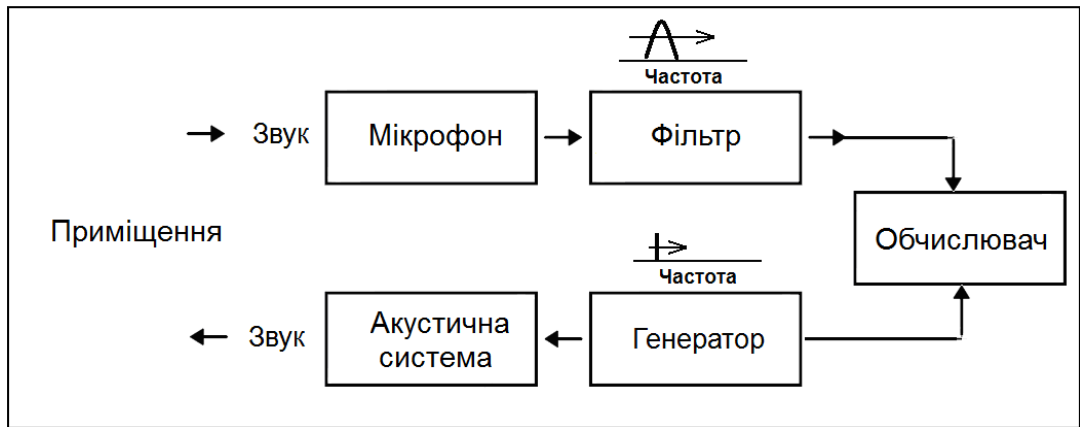 Частота
Звук
Мікрофон
Фільтр
Приміщення
Обчислювач
Частота
Звук
Акустична
система
Генератор